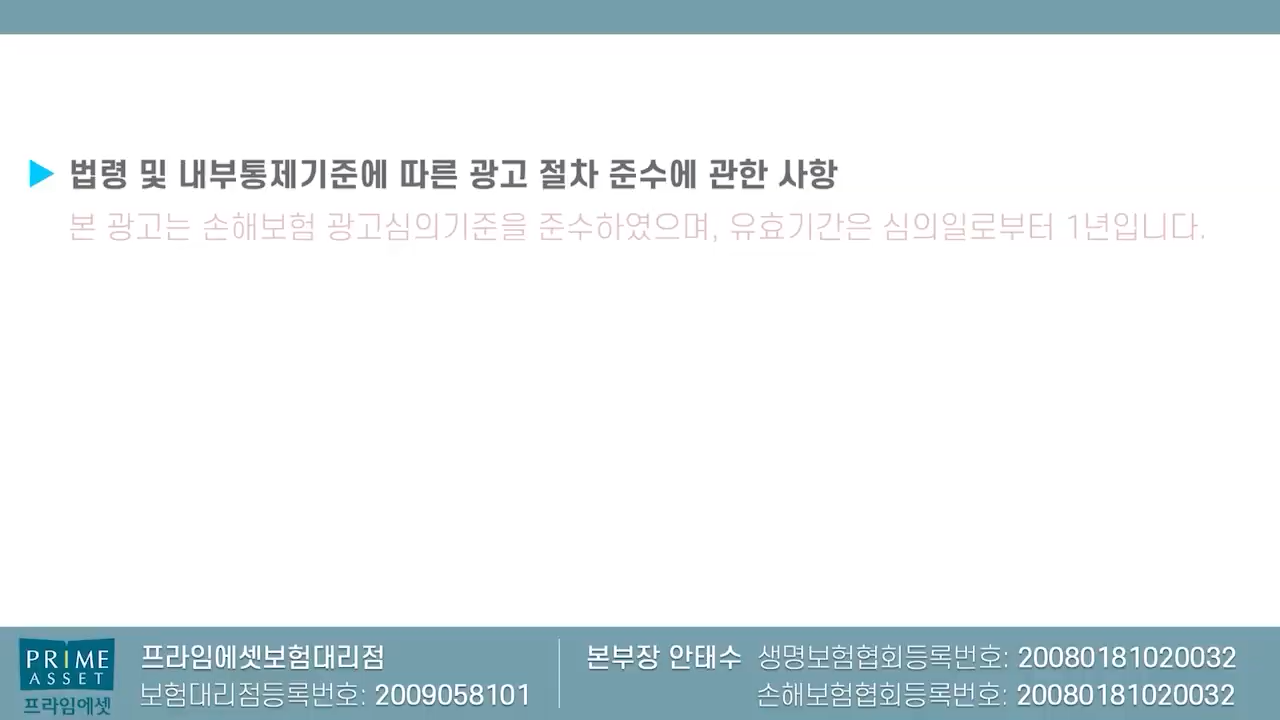 ▶ 법령 및 내부통제기준에 따른 광고 절차 준수에 관한 사항
본 광고는 손해보험 광고심의기준을 준수하였으며, 유효기간은 심의일로부터 1년입니다.
PRIME
ASSET
프라임에셋
프라임에셋보험대리점
보험대리점등록번호: 2009058101
본부장 안태수 생명보험협회등록번호: 20080181020032
손해보험협회등록번호: 20080181020032